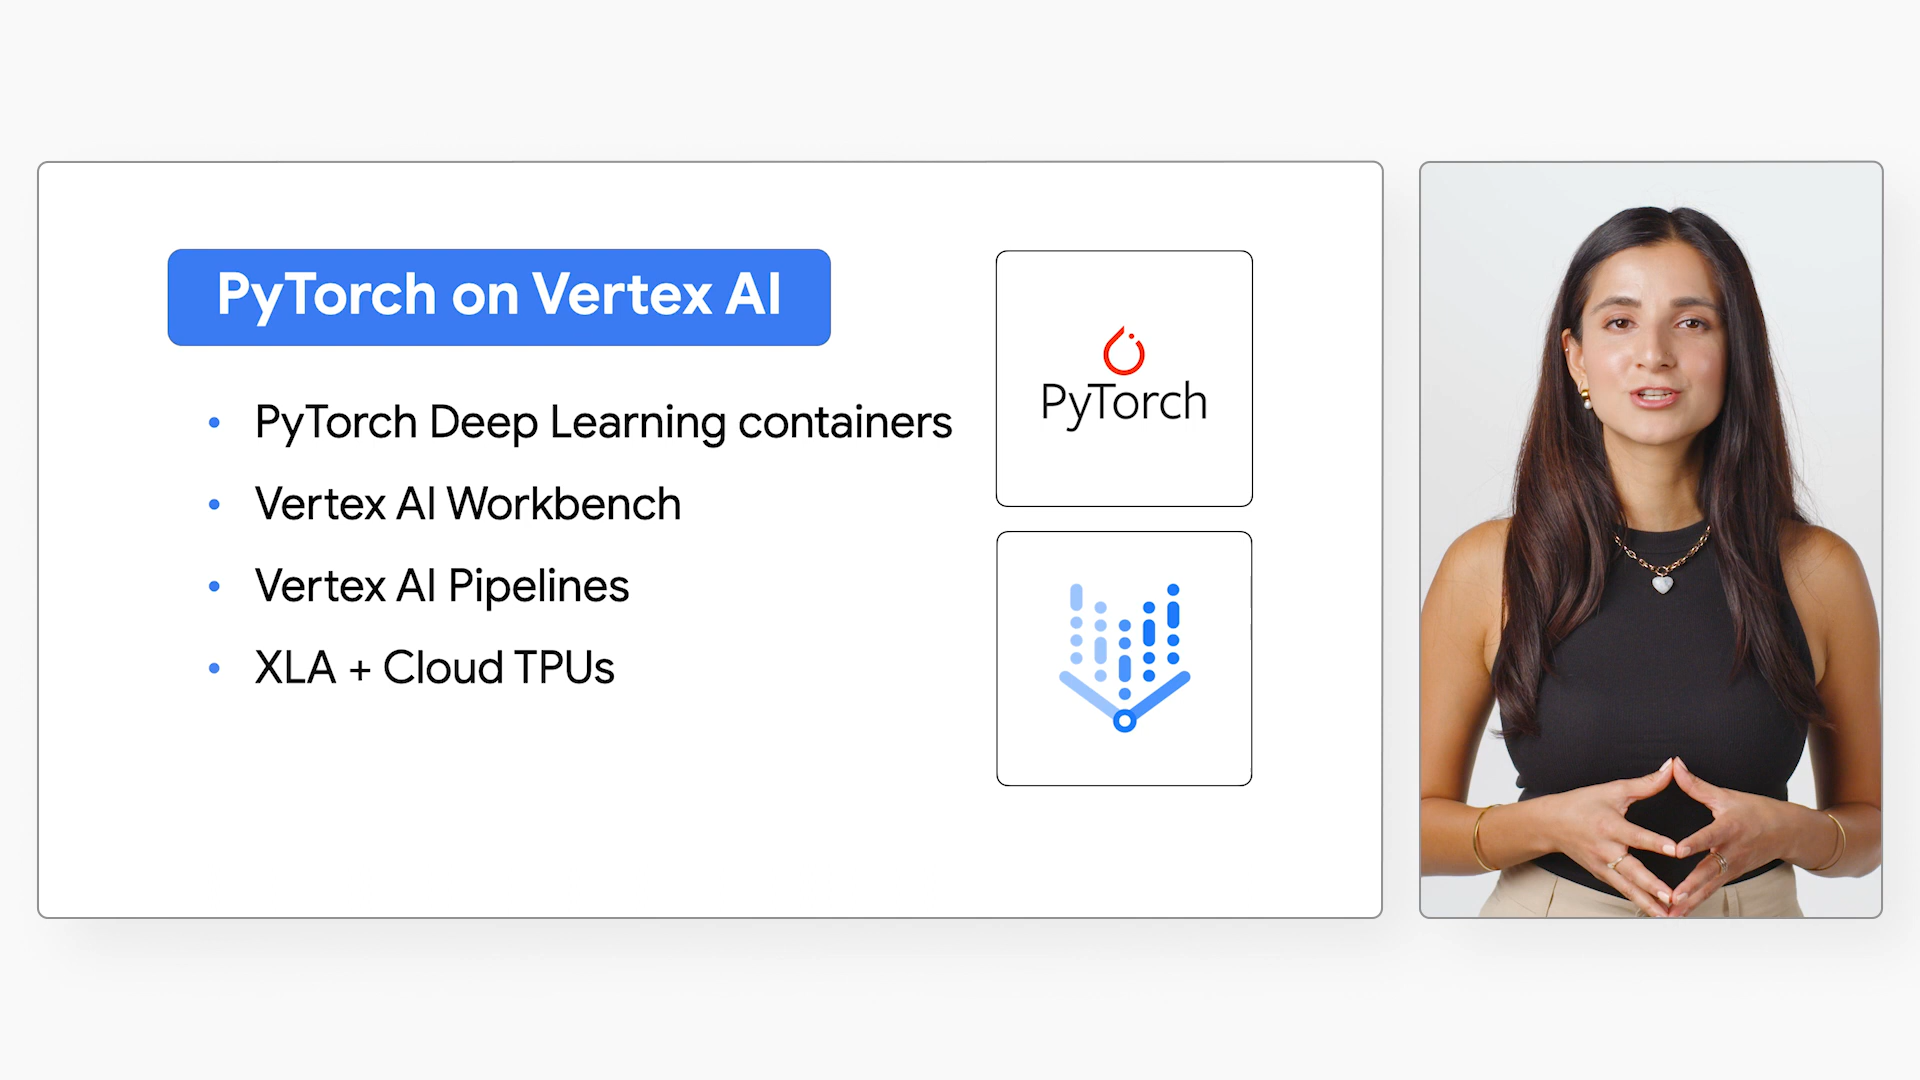 PyTorch on Vertex AI
• PyTorch Deep Learning containers
• Vertex AI Workbench
• Vertex AI Pipelines
• XLA + Cloud TPUs
PyTorch